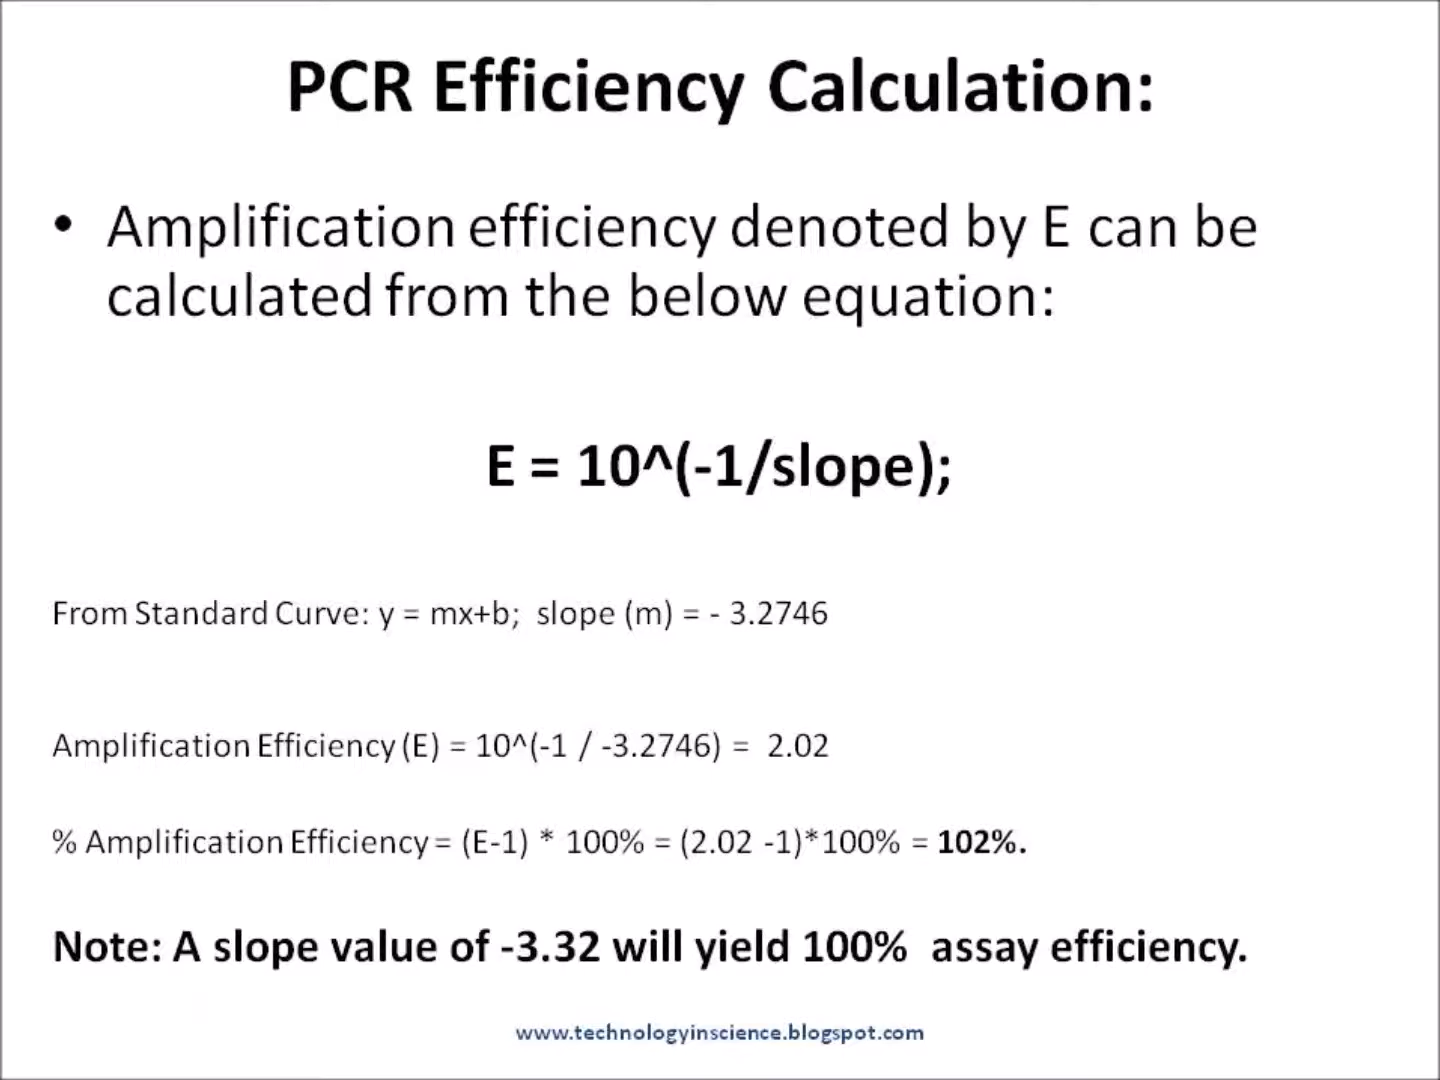 PCR Efficiency Calculation:
• Amplification efficiency denoted by E can be
calculated from the below equation:
E = 10^(-1/slope);
From Standard Curve: y = mx+b;  slope (m) = - 3.2746
Amplification Efficiency (E) = 10^(-1 / -3.2746) =  2.02
% Amplification Efficiency = (E-1) * 100% = (2.02 -1)*100% = 102%.
Note: A slope value of -3.32 will yield 100%  assay efficiency.
www.technologyinscience.blogspot.com